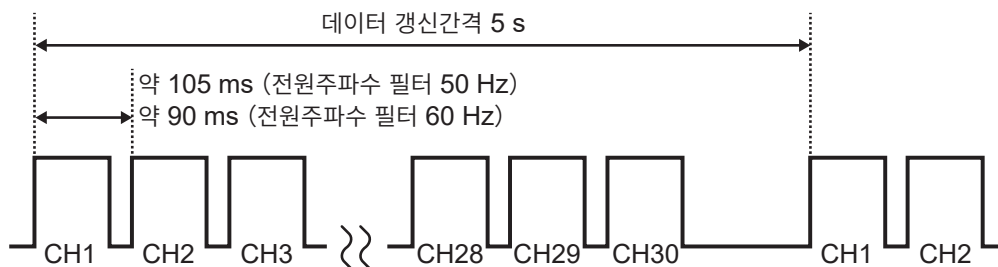 데이터 갱신간격 5 s
약 105 ms (전원주파수 필터 50 Hz)
약 90 ms (전원주파수 필터 60 Hz)
CH1 CH2 CH3 CH28 CH29 CH30 CH1 CH2